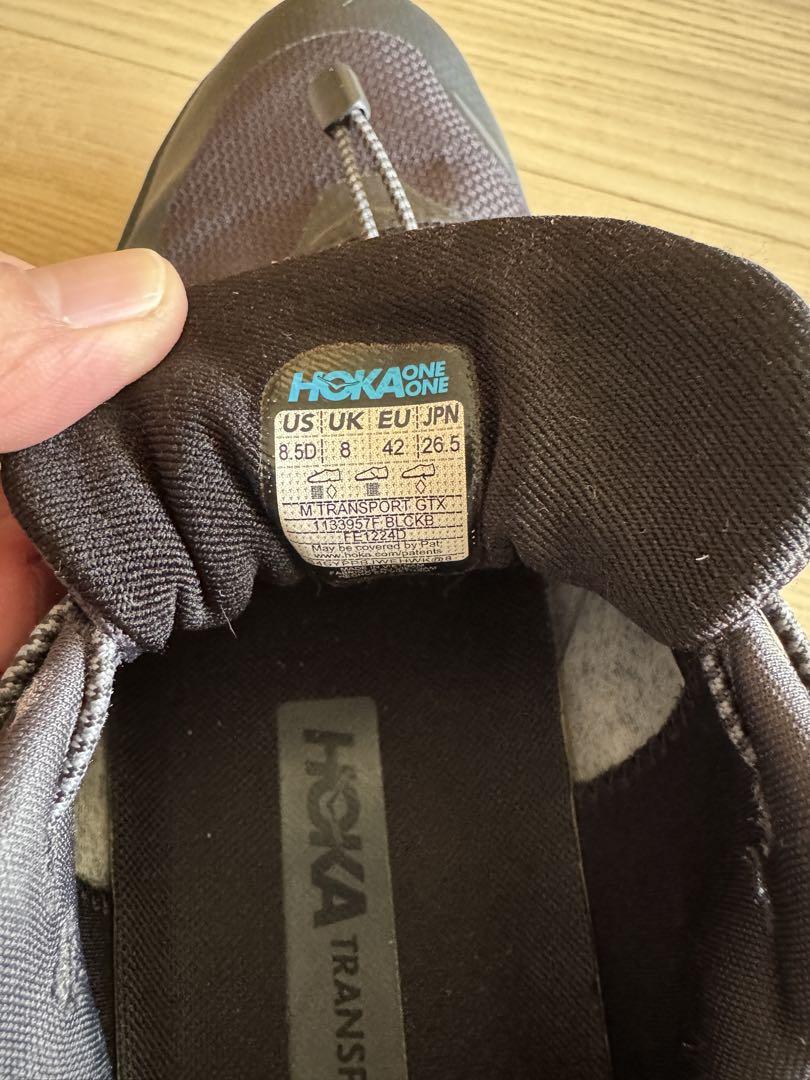 HOKA ONE ONE
US UK EU JPN
8.5D 8 42 26.5
M TRANSPORT GTX
1133957F BLCKB
FE1224D
May be covered by Pat:
www.hoka.com/patents
HOKA TRANSP